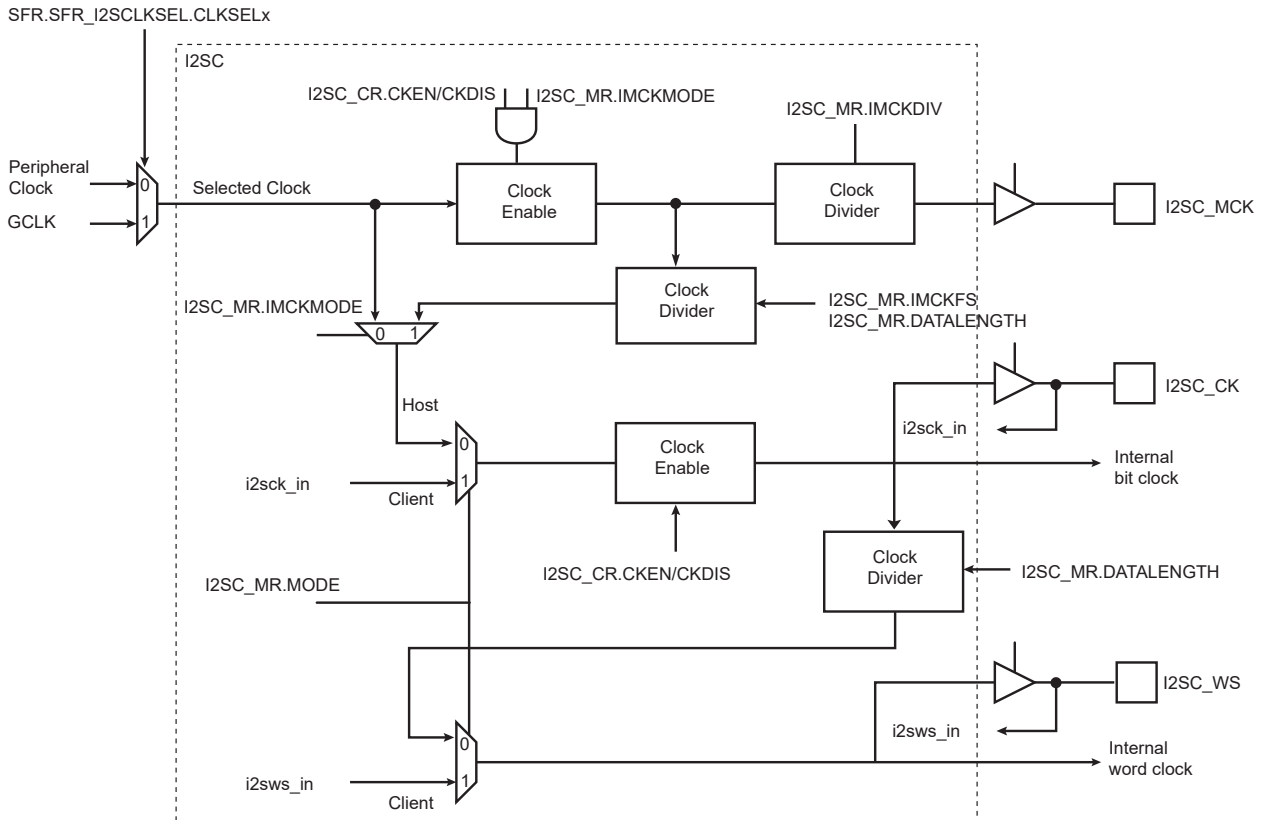 SFR.SFR_I2SCLKSEL.CLKSELx
I2SC
I2SC_CR.CKEN/CKDIS
I2SC_MR.IMCKMODE
I2SC_MR.IMCKDIV
Peripheral
Clock
0
Selected Clock
Clock
Enable
Clock
Divider
I2SC_MCK
GCLK
1
I2SC_MR.IMCKMODE
Clock
Divider
I2SC_MR.IMCKFS
I2SC_MR.DATALENGTH
0
1
I2SC_CK
Host
i2sck_in
0
Clock
Enable
Internal
bit clock
i2sck_in
1
Client
I2SC_CR.CKEN/CKDIS
Clock
Divider
I2SC_MR.DATALENGTH
I2SC_MR.MODE
I2SC_WS
i2sws_in
0
Internal
word clock
i2sws_in
1
Client